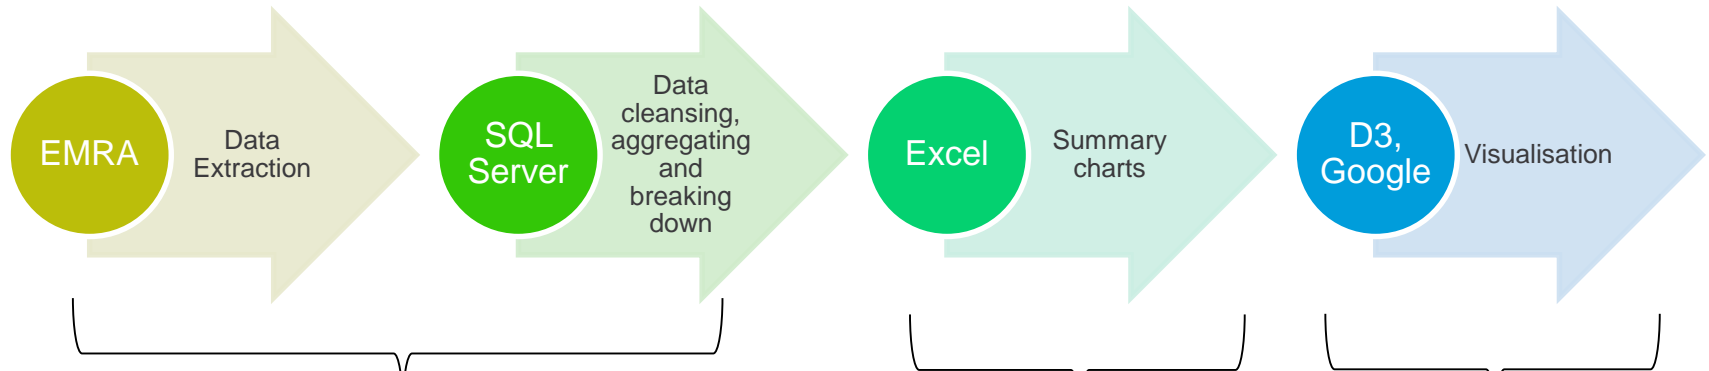 EMRA
Data
Extraction
SQL
Server
Data
cleansing,
aggregating
and
breaking
down
Excel
Summary
charts
D3,
Google
Visualisation